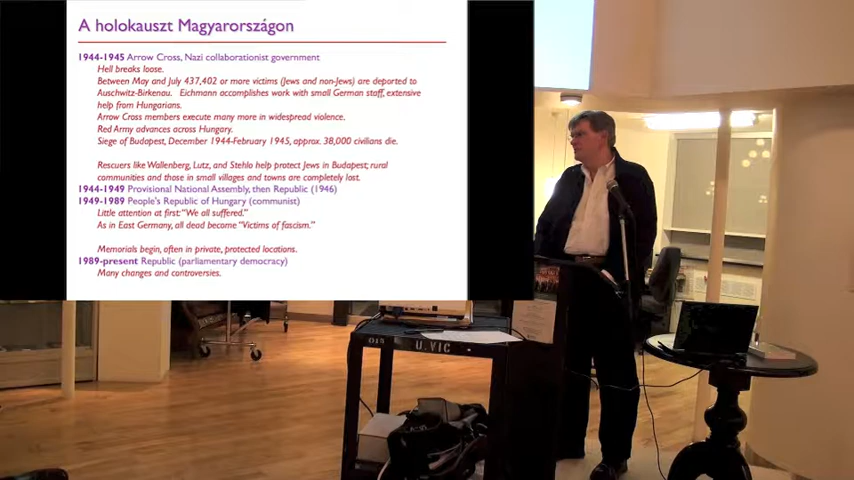 A holokauszt Magyarországon
1944-1945 Arrow Cross, Nazi collaborationist government
Hell breaks loose.
Between May and July 437,402 or more victims (Jews and non-Jews) are deported to
Auschwitz-Birkenau. Eichmann accomplishes work with small German staff, extensive
help from Hungarians.
Arrow Cross members execute many more in widespread violence.
Red Army advances across Hungary.
Siege of Budapest, December 1944-February 1945, approx. 38,000 civilians die.
Rescuers like Wallenberg, Lutz, and Stehlo help protect Jews in Budapest; rural
communities and those in small villages and towns are completely lost.
1944-1949 Provisional National Assembly, then Republic (1946)
1949-1989 People's Republic of Hungary (communist)
Little attention at first: "We all suffered."
As in East Germany, all dead become "Victims of fascism."
Memorials begin, often in private, protected locations.
1989-present Republic (parliamentary democracy)
Many changes and controversies.
U.VIC